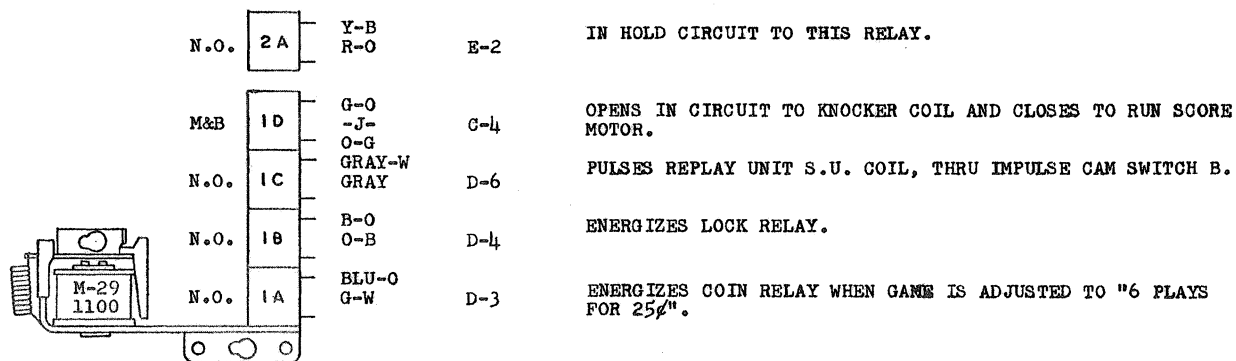 N.O. 2A Y-B
R-O E-2 IN HOLD CIRCUIT TO THIS RELAY.
M&B 1D G-O
-J- C-4 OPENS IN CIRCUIT TO KNOCKER COIL AND CLOSES TO RUN SCORE
O-G MOTOR.
N.O. 1C GRAY-W
GRAY D-6 PULSES REPLAY UNIT S.U. COIL, THRU IMPULSE CAM SWITCH B.
N.O. 1B B-O
O-B D-4 ENERGIZES LOCK RELAY.
N.O. 1A BLU-O
G-W D-3 ENERGIZES COIN RELAY WHEN GAME IS ADJUSTED TO "6 PLAYS
FOR 25¢".
M-29
1100